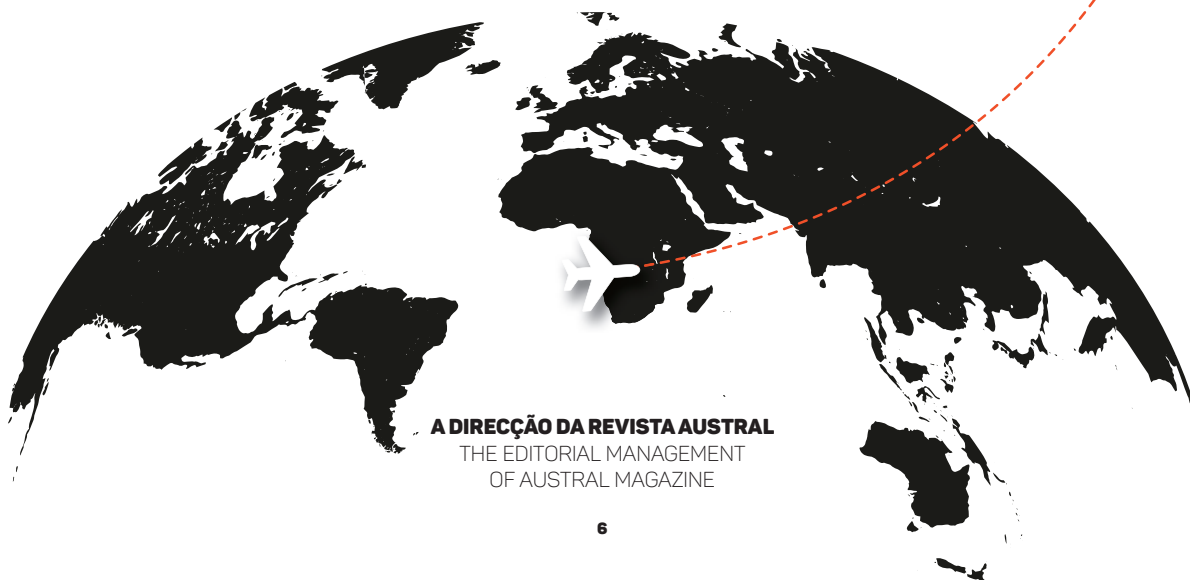 A DIRECÇÃO DA REVISTA AUSTRAL
THE EDITORIAL MANAGEMENT
OF AUSTRAL MAGAZINE
6